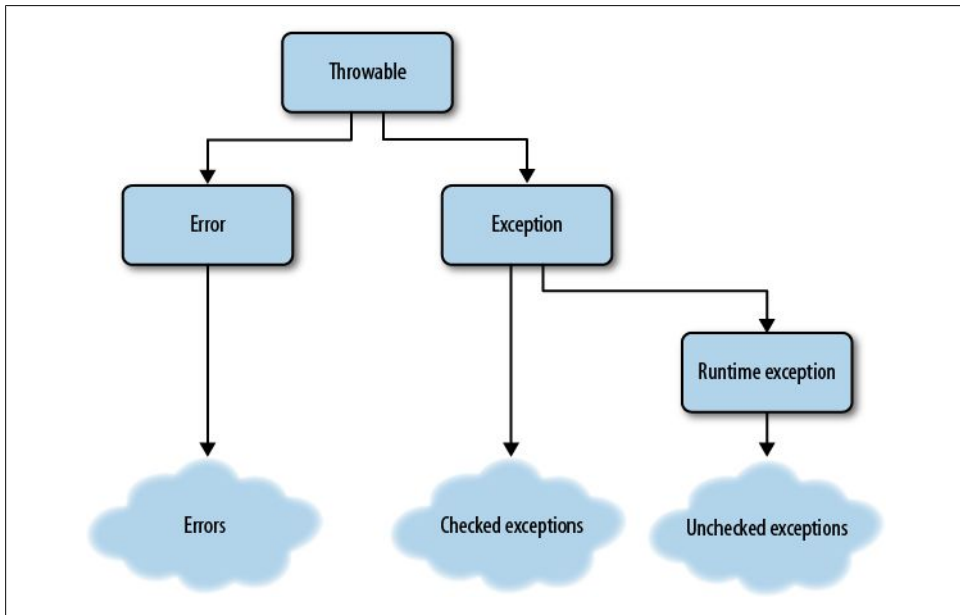 Throwable
Error
Exception
Runtime exception
Errors
Checked exceptions
Unchecked exceptions